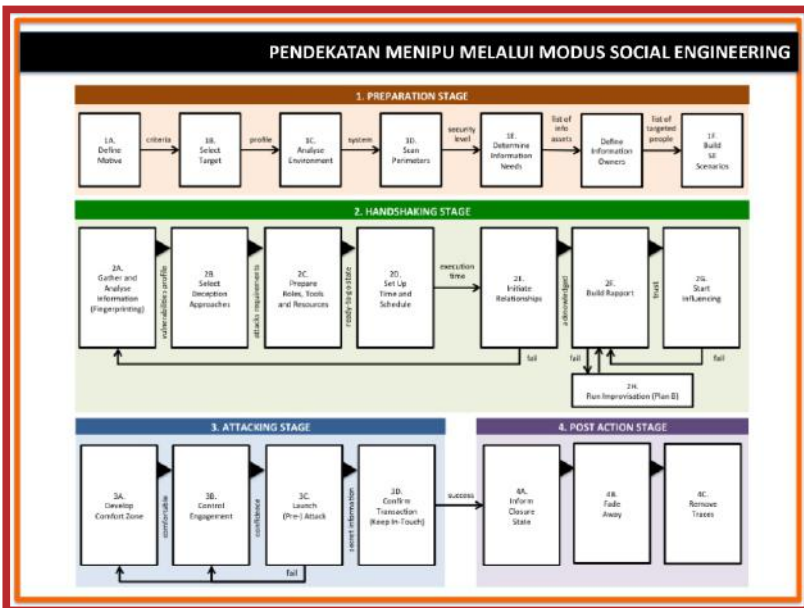 PENDEKATAN MENIPU MELALUI MODUS SOCIAL ENGINEERING
1. PREPARATION STAGE
1A.
Define
Motive
criteria
1B.
Select
Target
profile
1C.
Analyse
Environment
system
1D.
Scan
Perimeters
security
level
1E.
Determine
Information
Needs
list of
info
assets
Define
Information
Owners
list of
targeted
people
1F.
Build
SE
Scenarios
2. HANDSHAKING STAGE
2A.
Gather and
Analyse
Information
(Fingerprinting)
vulnerabilities profile
2B.
Select
Deception
Approaches
attacks requirements
2C.
Prepare
Roles, Tools
and Resources
ready-to-go state
2D.
Set Up
Time and
Schedule
execution
time
2E.
Initiate
Relationships
acknowledged
2F.
Build Rapport
trust
2G.
Start
Influencing
fail
fail
fail
2H.
Run Improvisation (Plan B)
3. ATTACKING STAGE
3A.
Develop
Comfort Zone
comfortable
3B.
Control
Engagement
confidence
3C.
Launch
(Pre-) Attack
secret information
3D.
Confirm
Transaction
(Keep In-Touch)
fail
success
4. POST ACTION STAGE
4A.
Inform
Closure
State
4B.
Fade
Away
4C.
Remove
Traces